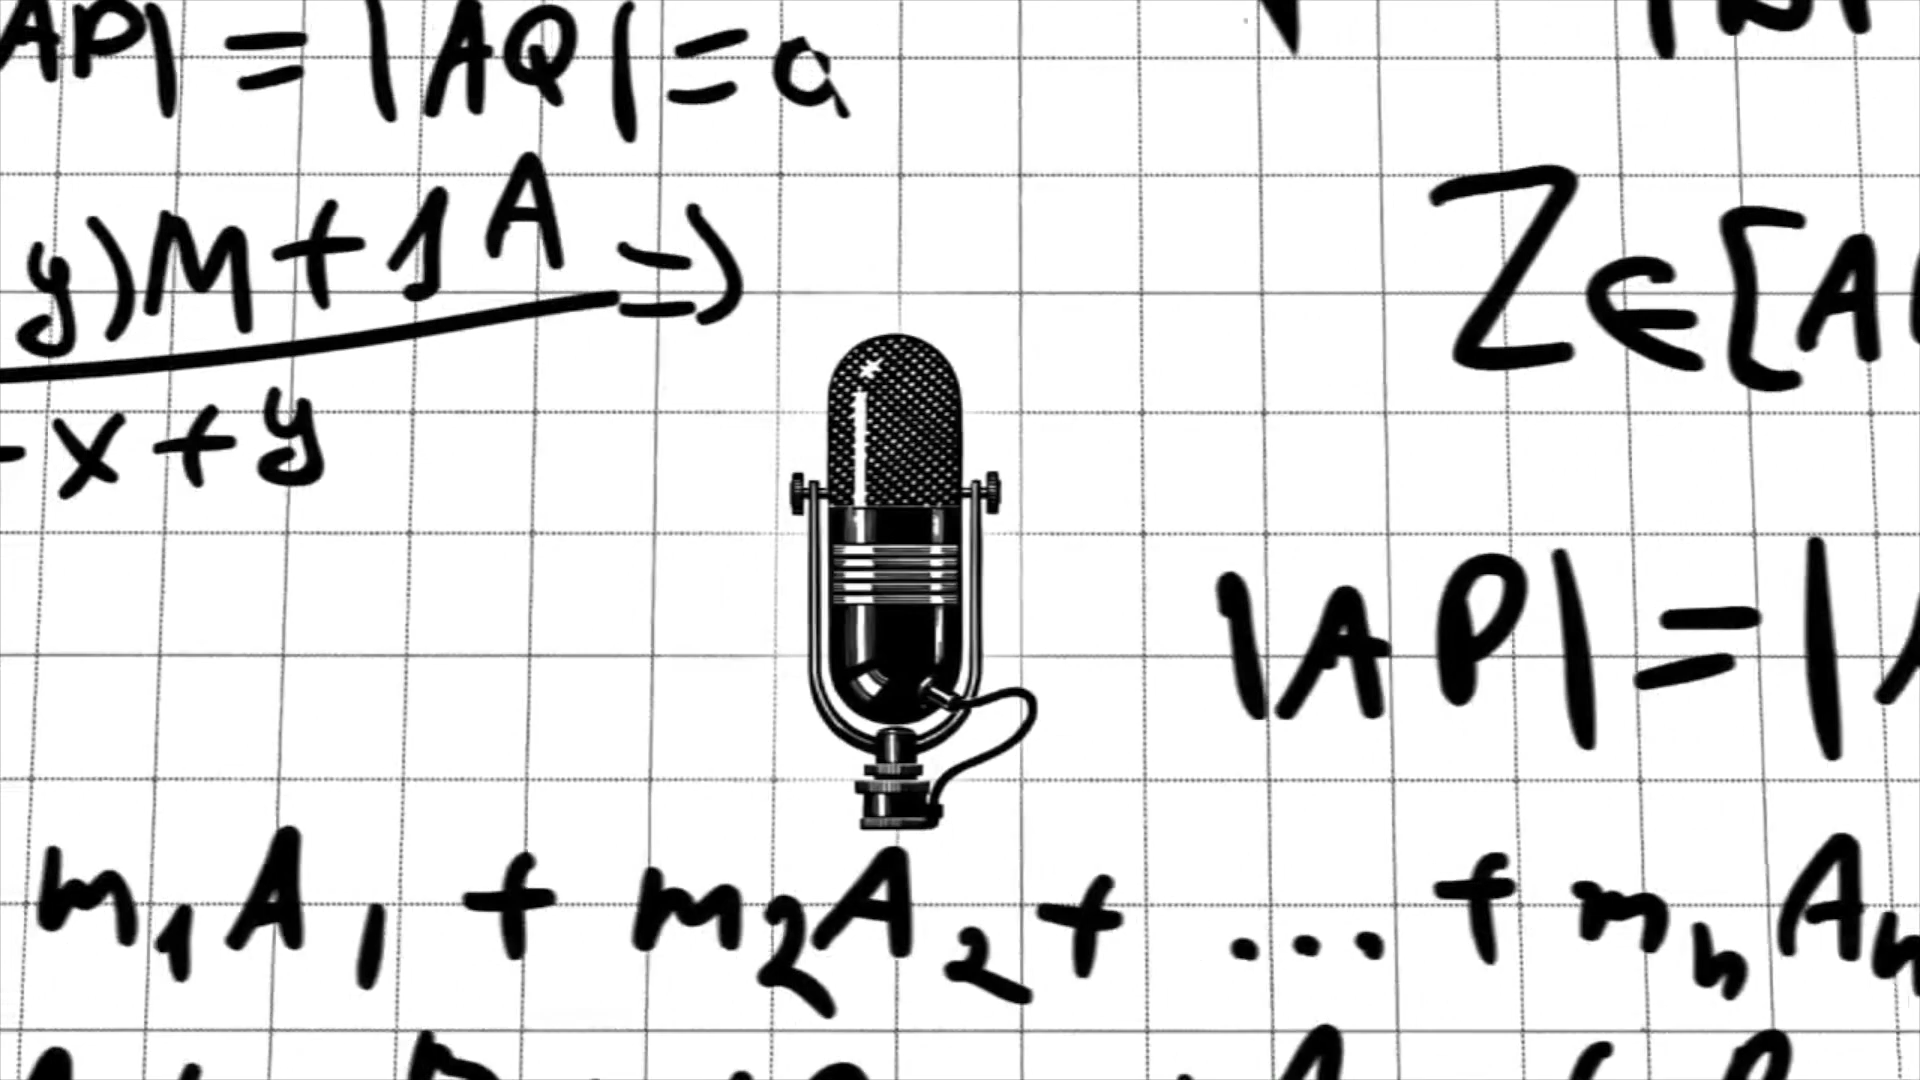 AP| = |AQ| = a
y)M + 1A =>
Z ∈ [A
x + y
|AP| = |
m₁A₁ + m₂A₂ + ... + mₙAₙ